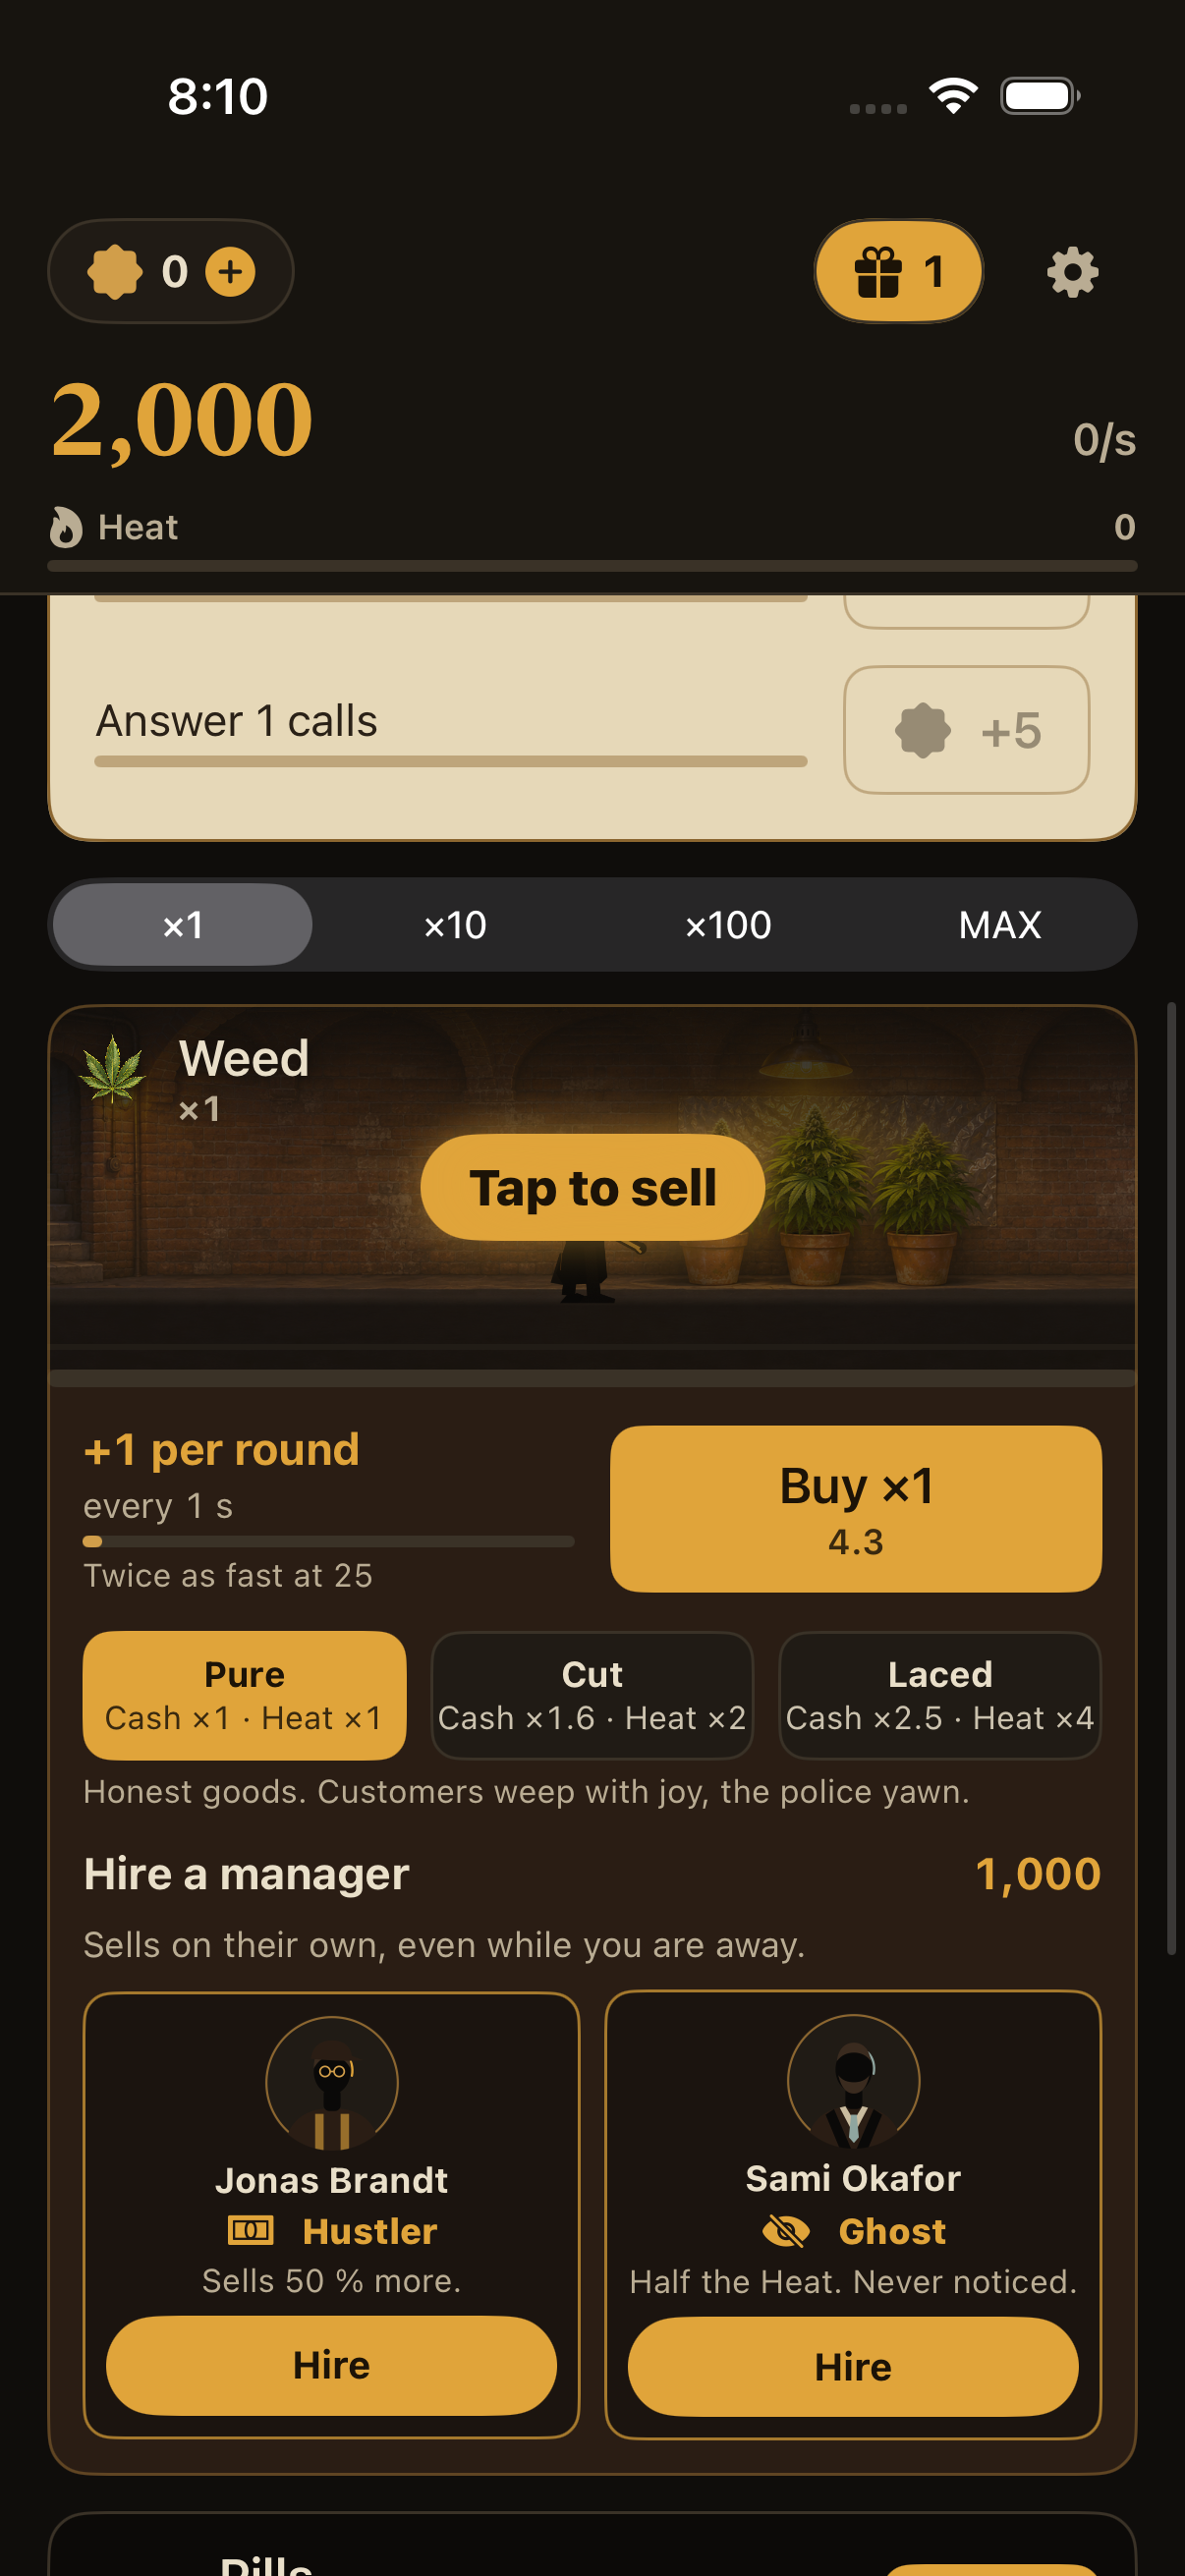 8:10
0
1
2,000
0/s
Heat
0
Answer 1 calls
+5
×1
×10
×100
MAX
Weed
×1
Tap to sell
+1 per round
every 1 s
Twice as fast at 25
Buy ×1
4.3
Pure
Cash ×1 · Heat ×1
Cut
Cash ×1.6 · Heat ×2
Laced
Cash ×2.5 · Heat ×4
Honest goods. Customers weep with joy, the police yawn.
Hire a manager
1,000
Sells on their own, even while you are away.
Jonas Brandt
Hustler
Sells 50 % more.
Hire
Sami Okafor
Ghost
Half the Heat. Never noticed.
Hire
Pills